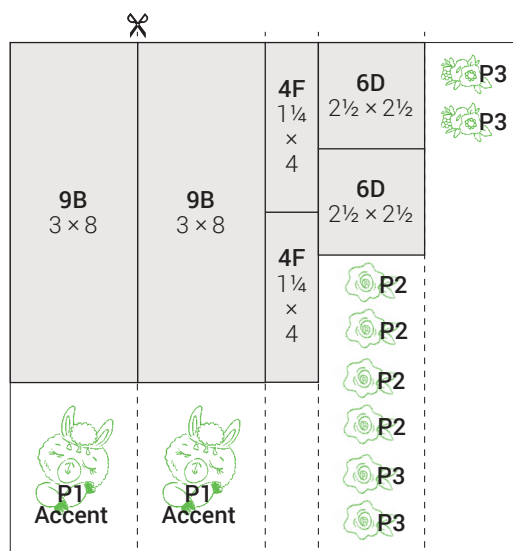 9B
3 × 8
9B
3 × 8
4F
1¼
×
4
4F
1¼
×
4
6D
2½ × 2½
6D
2½ × 2½
P3
P3
P2
P2
P2
P2
P3
P3
P1
Accent
P1
Accent